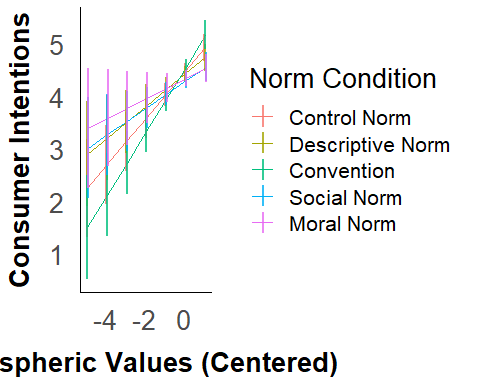 Consumer Intentions
5
4
3
2
1
-4 -2 0
spheric Values (Centered)
Norm Condition
Control Norm
Descriptive Norm
Convention
Social Norm
Moral Norm